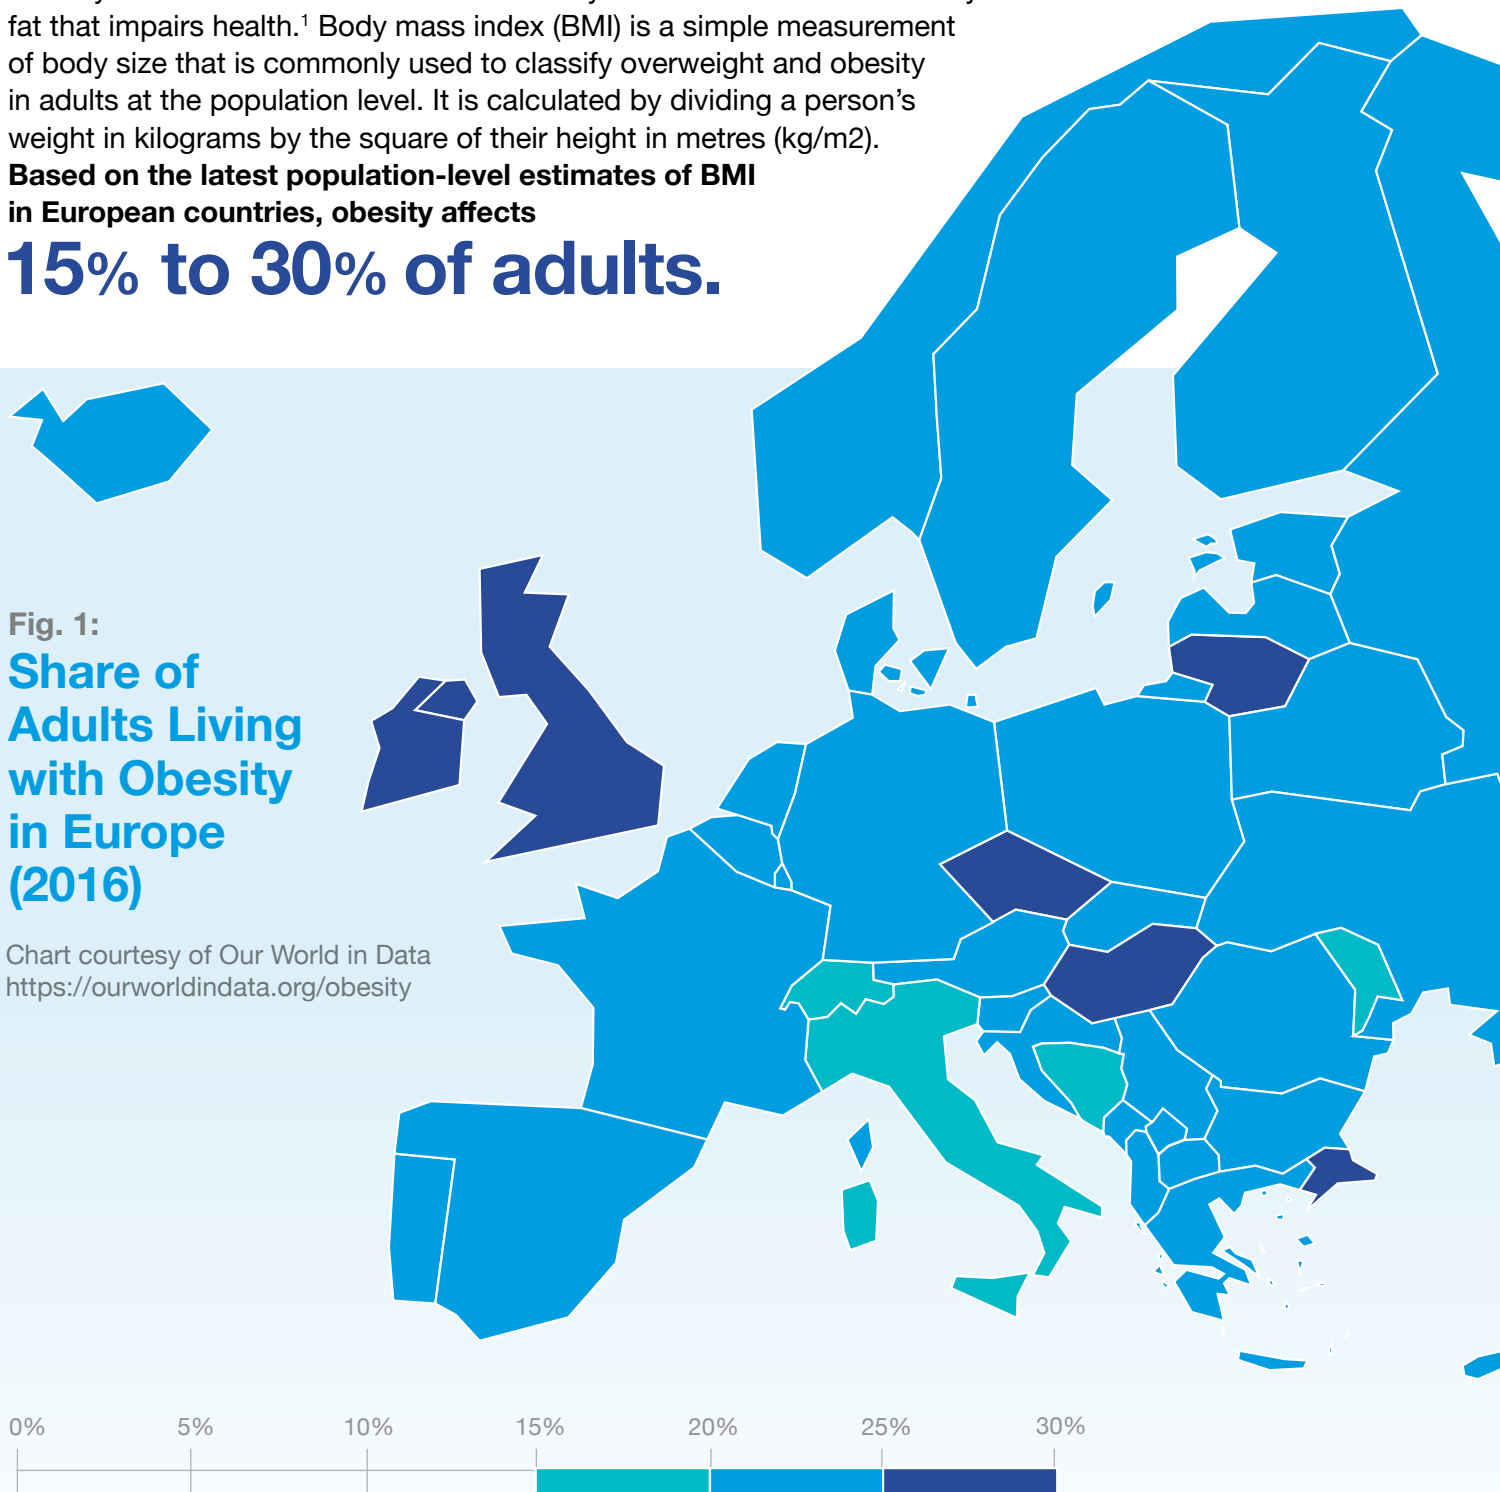 fat that impairs health.1 Body mass index (BMI) is a simple measurement
of body size that is commonly used to classify overweight and obesity
in adults at the population level. It is calculated by dividing a person’s
weight in kilograms by the square of their height in metres (kg/m2).
Based on the latest population-level estimates of BMI
in European countries, obesity affects
15% to 30% of adults.
Fig. 1:
Share of
Adults Living
with Obesity
in Europe
(2016)
Chart courtesy of Our World in Data
https://ourworldindata.org/obesity
0% 5% 10% 15% 20% 25% 30%